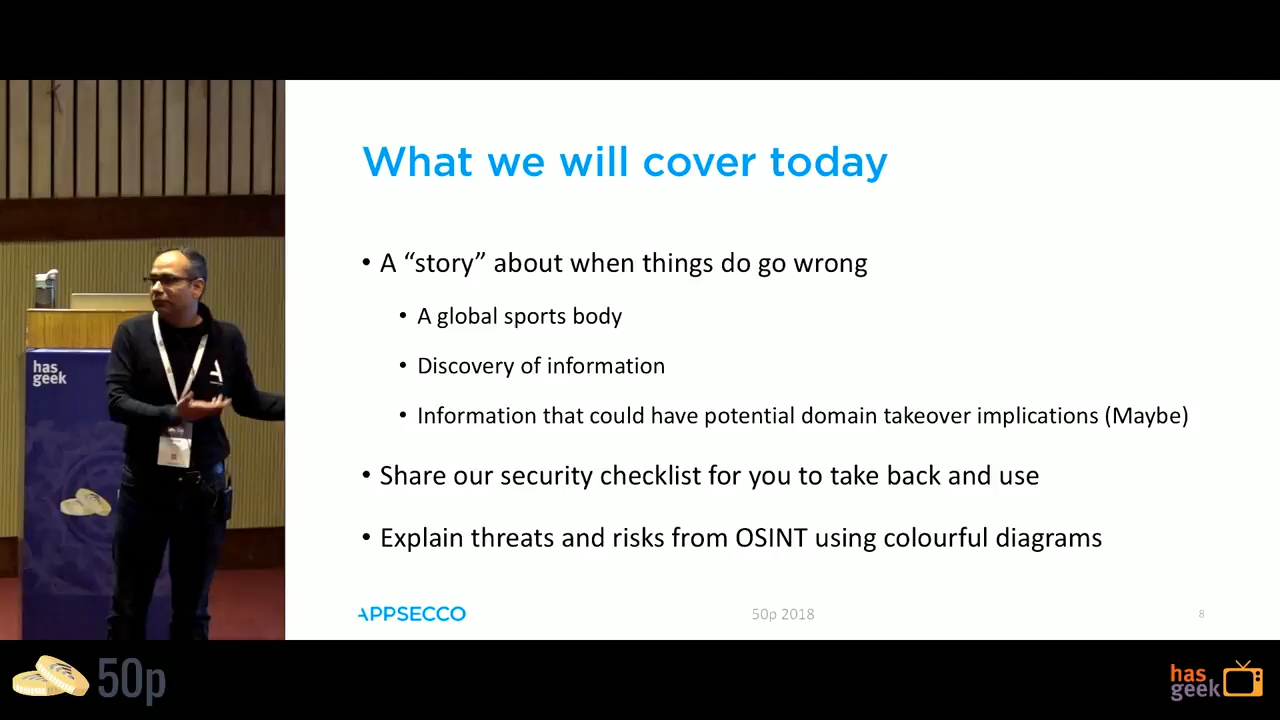 What we will cover today
• A “story” about when things do go wrong
• A global sports body
• Discovery of information
• Information that could have potential domain takeover implications (Maybe)
• Share our security checklist for you to take back and use
• Explain threats and risks from OSINT using colourful diagrams
APPSECCO
50p 2018
8
has
geek
50p
has
geek